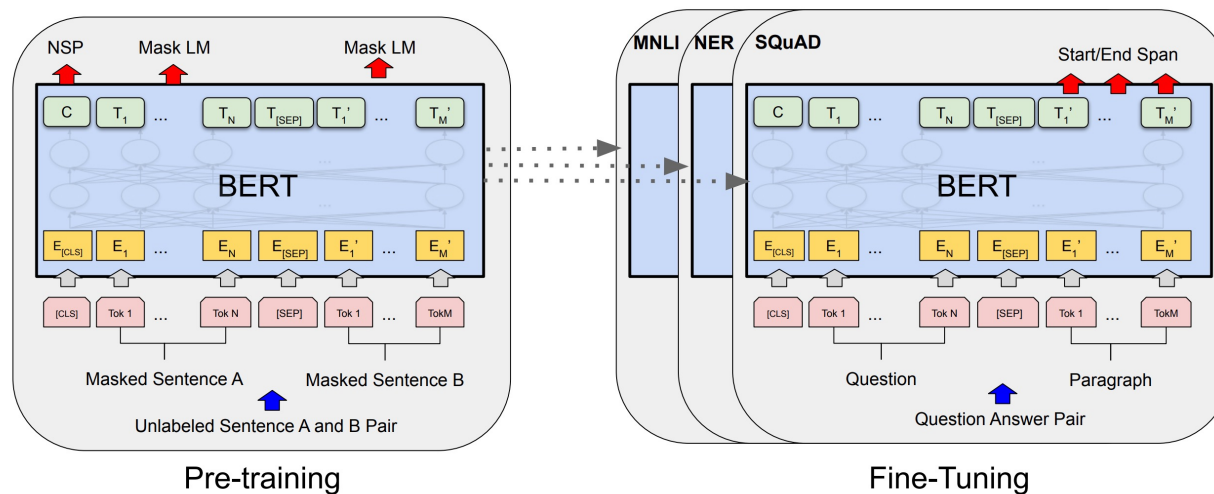 NSP Mask LM Mask LM
C T1 ... TN T[SEP] T1' ... TM'
...
...
BERT
E[CLS] E1 ... EN E[SEP] E1' ... EM'
[CLS] Tok 1 ... Tok N [SEP] Tok 1 ... TokM
Masked Sentence A Masked Sentence B
Unlabeled Sentence A and B Pair
Pre-training
MNLI NER SQuAD
Start/End Span
C T1 ... TN T[SEP] T1' ... TM'
...
...
BERT
E[CLS] E1 ... EN E[SEP] E1' ... EM'
[CLS] Tok 1 ... Tok N [SEP] Tok 1 ... TokM
Question Paragraph
Question Answer Pair
Fine-Tuning